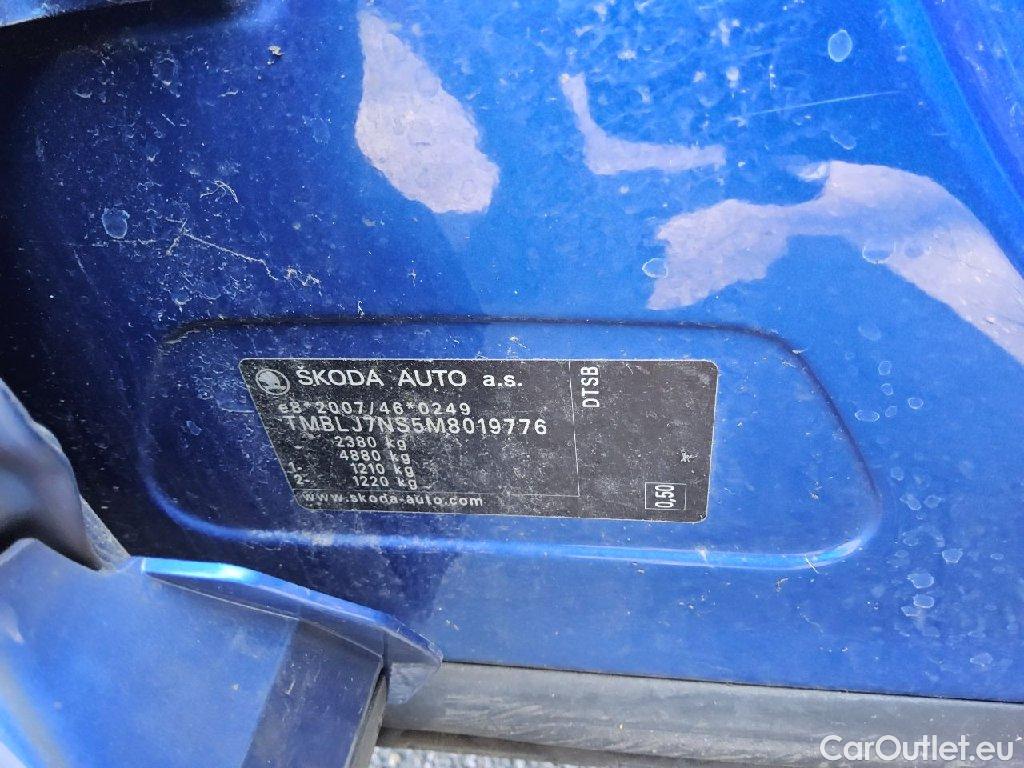 ŠKODA AUTO a.s.
e8*2007/46*0249
TMBLJ7NS5M8019776
2380 kg
4880 kg
1- 1210 kg
2- 1220 kg
www.skoda-auto.com
DTSB
0,50
CarOutlet.eu